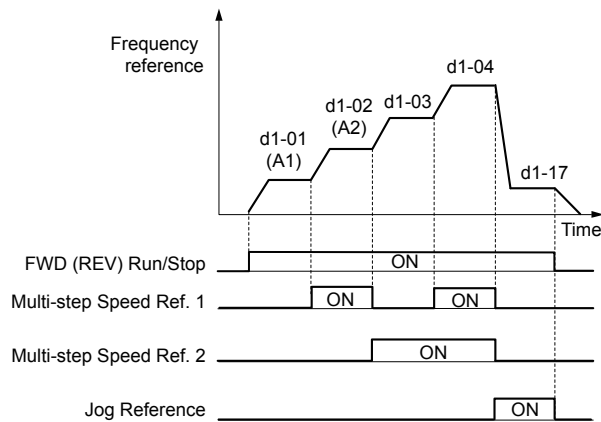 Frequency
reference
d1-01
(A1)
d1-02
(A2)
d1-03
d1-04
d1-17
Time
FWD (REV) Run/Stop
ON
Multi-step Speed Ref. 1
ON
ON
Multi-step Speed Ref. 2
ON
Jog Reference
ON